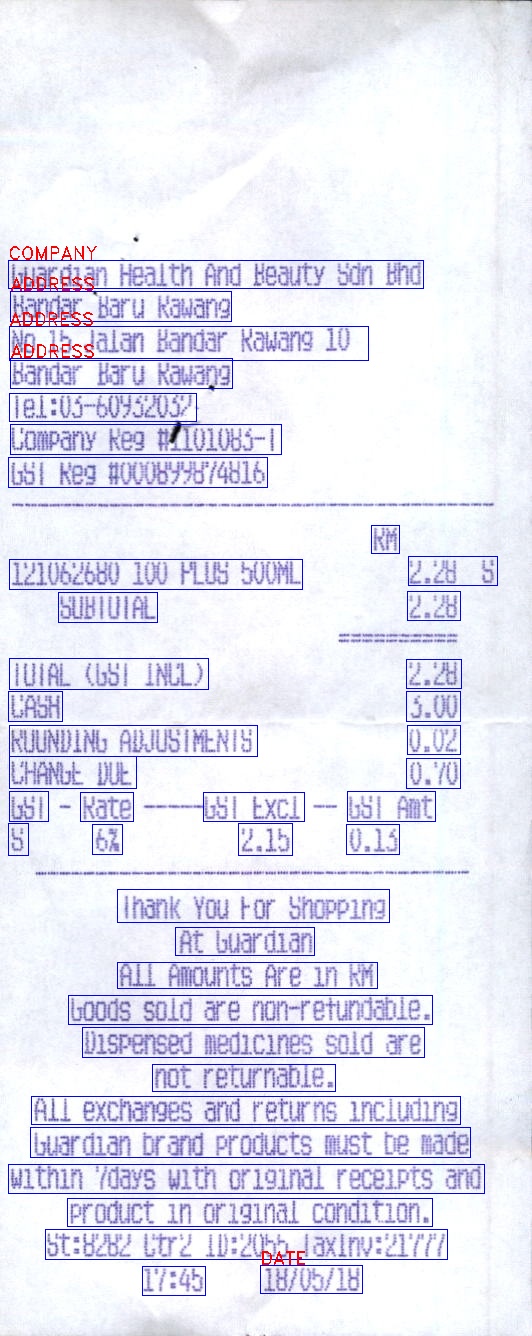 COMPANY
Guardian Health And Beauty Sdn Bhd
ADDRESS
Bandar Baru Rawang
ADDRESS
No 15 Jalan Bandar Rawang 10
ADDRESS
Bandar Baru Rawang
Tel:03-60932032
Company Reg #1101083-T
GST Reg #000899874816
RM
121062680 100 PLUS 500ML 2.28 S
SUBTOTAL 2.28
TOTAL (GST INCL) 2.28
CASH 3.00
ROUNDING ADJUSTMENTS 0.02
CHANGE DUE 0.70
GST - Rate -----GST Excl -- GST Amt
S 6% 2.15 0.13
Thank You For Shopping
At Guardian
All Amounts Are in RM
Goods sold are non-refundable.
Dispensed medicines sold are
not returnable.
All exchanges and returns including
Guardian brand products must be made
within 7days with original receipts and
product in original condition.
St:8282 Ctr2 ID:2055 TaxInv:21777
DATE
17:45 18/05/18